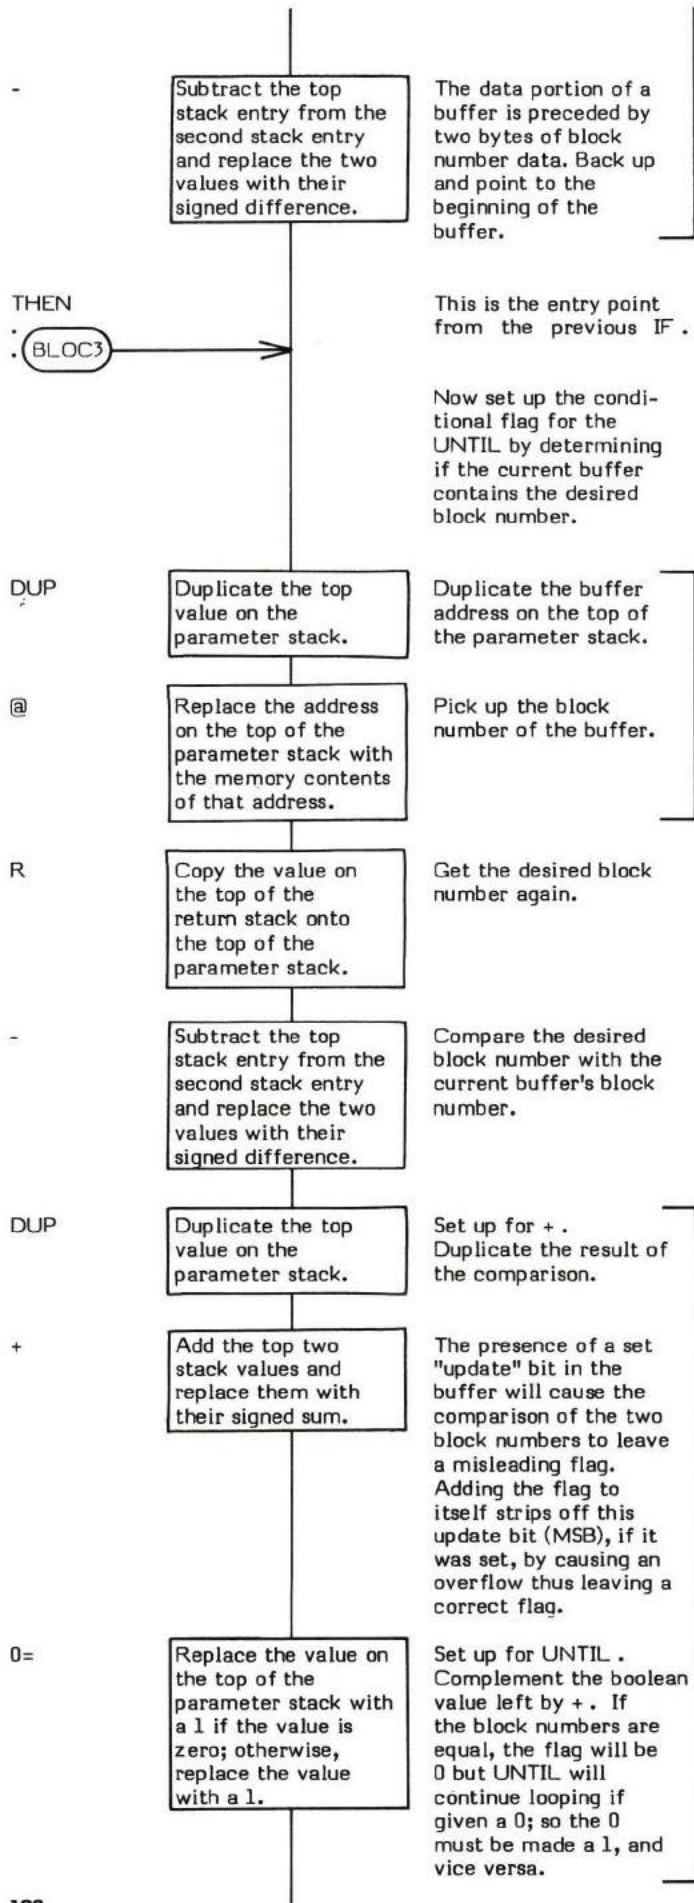 -
Subtract the top
stack entry from the
second stack entry
and replace the two
values with their
signed difference.
The data portion of a
buffer is preceded by
two bytes of block
number data. Back up
and point to the
beginning of the
buffer.
THEN
BLOC3
This is the entry point
from the previous IF .
Now set up the condi-
tional flag for the
UNTIL by determining
if the current buffer
contains the desired
block number.
DUP
Duplicate the top
value on the
parameter stack.
Duplicate the buffer
address on the top of
the parameter stack.
@
Replace the address
on the top of the
parameter stack with
the memory contents
of that address.
Pick up the block
number of the buffer.
R
Copy the value on
the top of the
return stack onto
the top of the
parameter stack.
Get the desired block
number again.
-
Subtract the top
stack entry from the
second stack entry
and replace the two
values with their
signed difference.
Compare the desired
block number with the
current buffer's block
number.
DUP
Duplicate the top
value on the
parameter stack.
Set up for + .
Duplicate the result of
the comparison.
+
Add the top two
stack values and
replace them with
their signed sum.
The presence of a set
"update" bit in the
buffer will cause the
comparison of the two
block numbers to leave
a misleading flag.
Adding the flag to
itself strips off this
update bit (MSB), if it
was set, by causing an
overflow thus leaving a
correct flag.
0=
Replace the value on
the top of the
parameter stack with
a 1 if the value is
zero; otherwise,
replace the value
with a 1.
Set up for UNTIL .
Complement the boolean
value left by + . If
the block numbers are
equal, the flag will be
0 but UNTIL will
continue looping if
given a 0; so the 0
must be made a 1, and
vice versa.